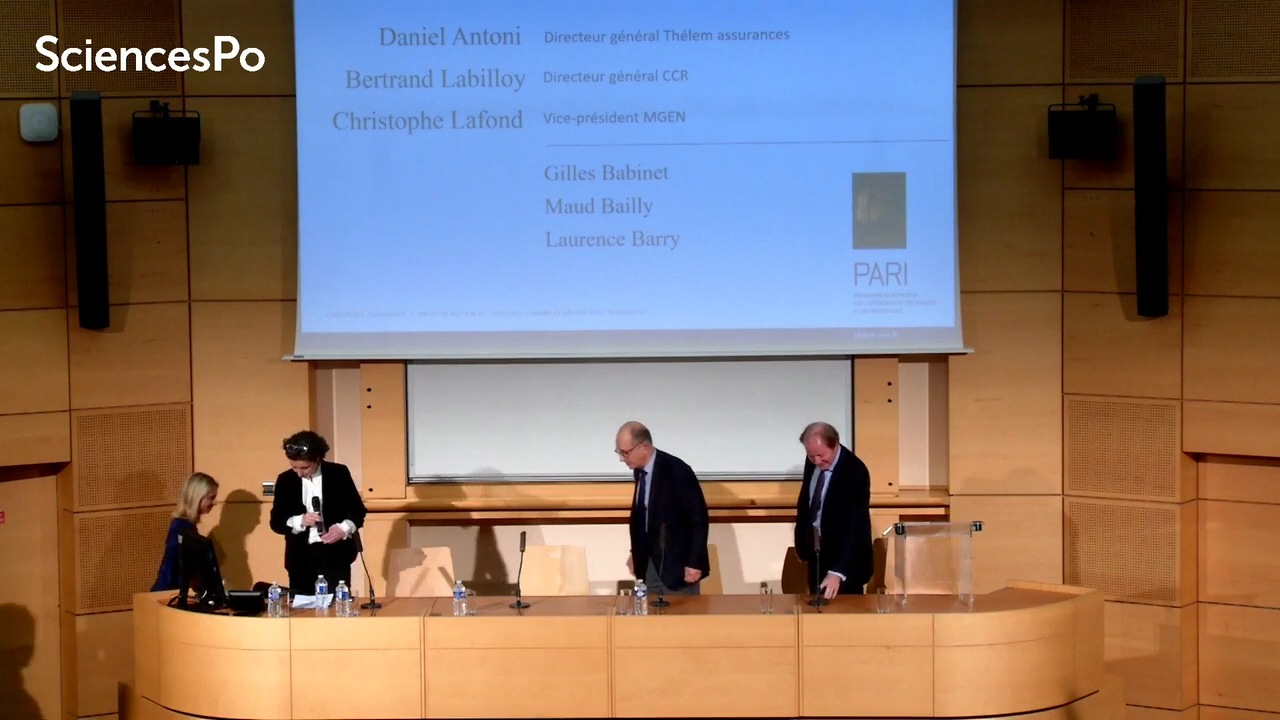 SciencesPo
Daniel Antoni Directeur général Thélem assurances
Bertrand Labilloy Directeur général CCR
Christophe Lafond Vice-président MGEN
Gilles Babinet
Maud Bailly
Laurence Barry
PARI